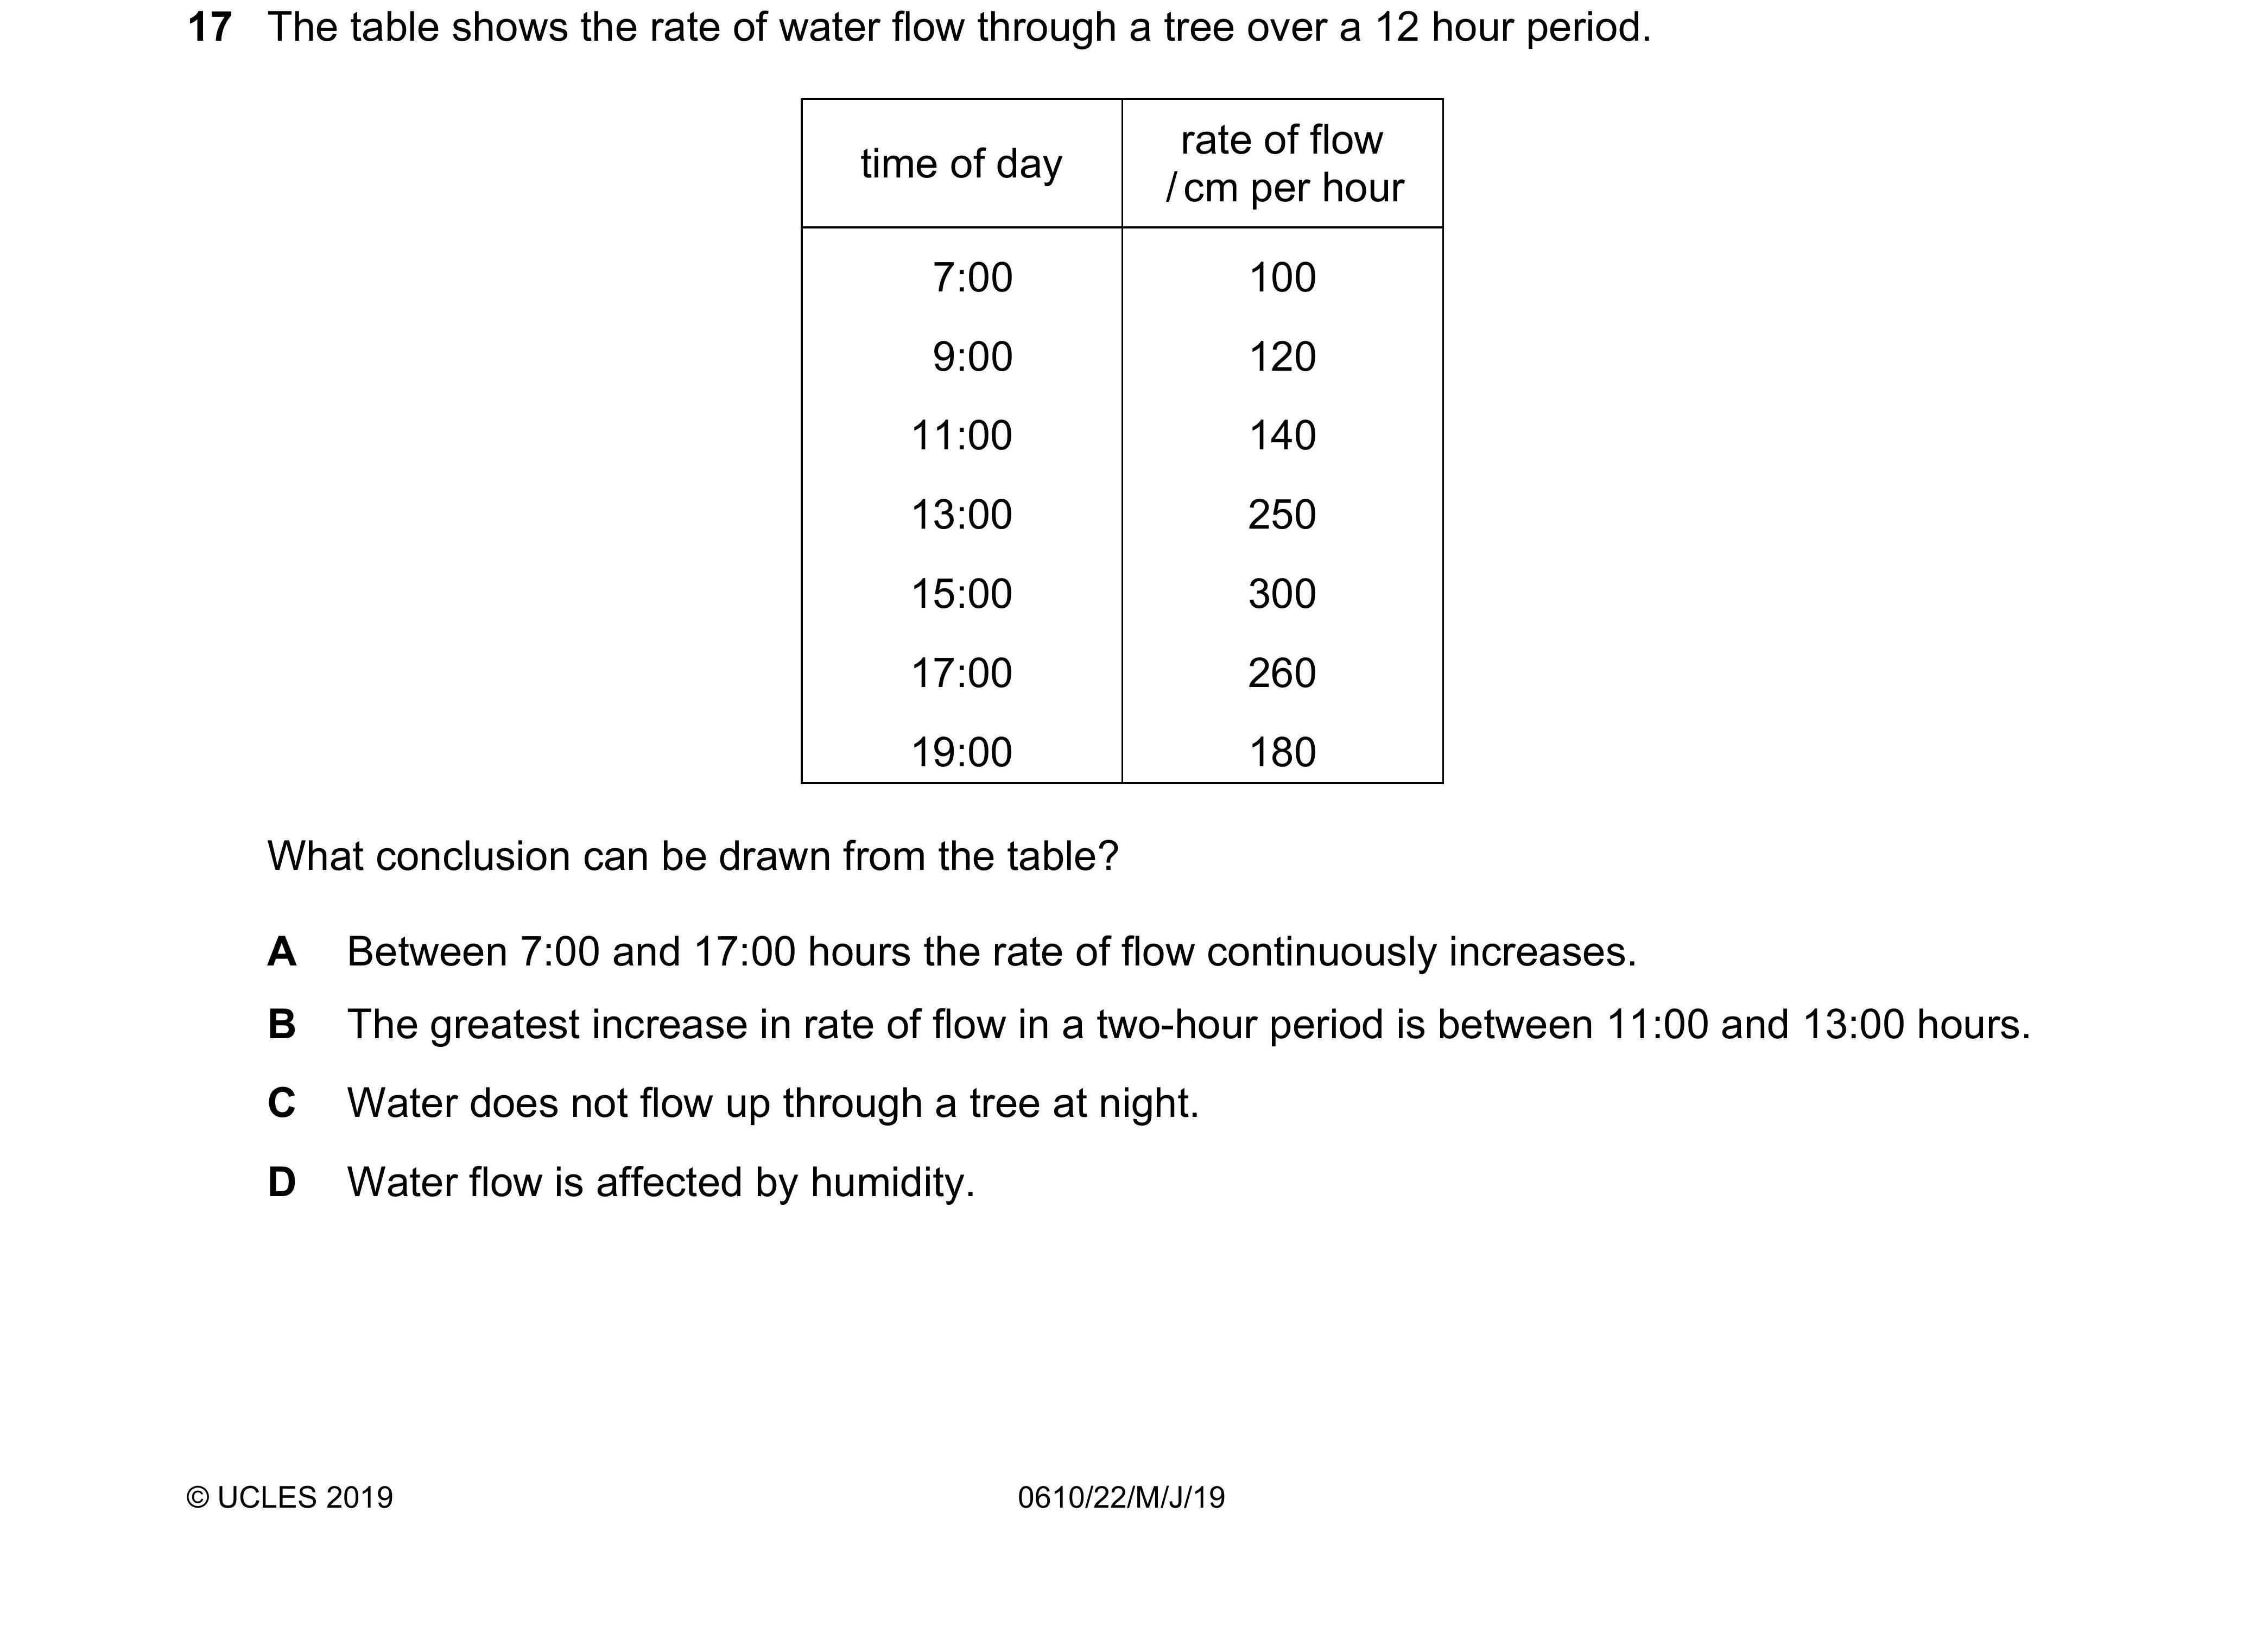 17 The table shows the rate of water flow through a tree over a 12 hour period.
time of day
rate of flow
/ cm per hour
7:00 100
9:00 120
11:00 140
13:00 250
15:00 300
17:00 260
19:00 180
What conclusion can be drawn from the table?
A Between 7:00 and 17:00 hours the rate of flow continuously increases.
B The greatest increase in rate of flow in a two-hour period is between 11:00 and 13:00 hours.
C Water does not flow up through a tree at night.
D Water flow is affected by humidity.
© UCLES 2019 0610/22/M/J/19